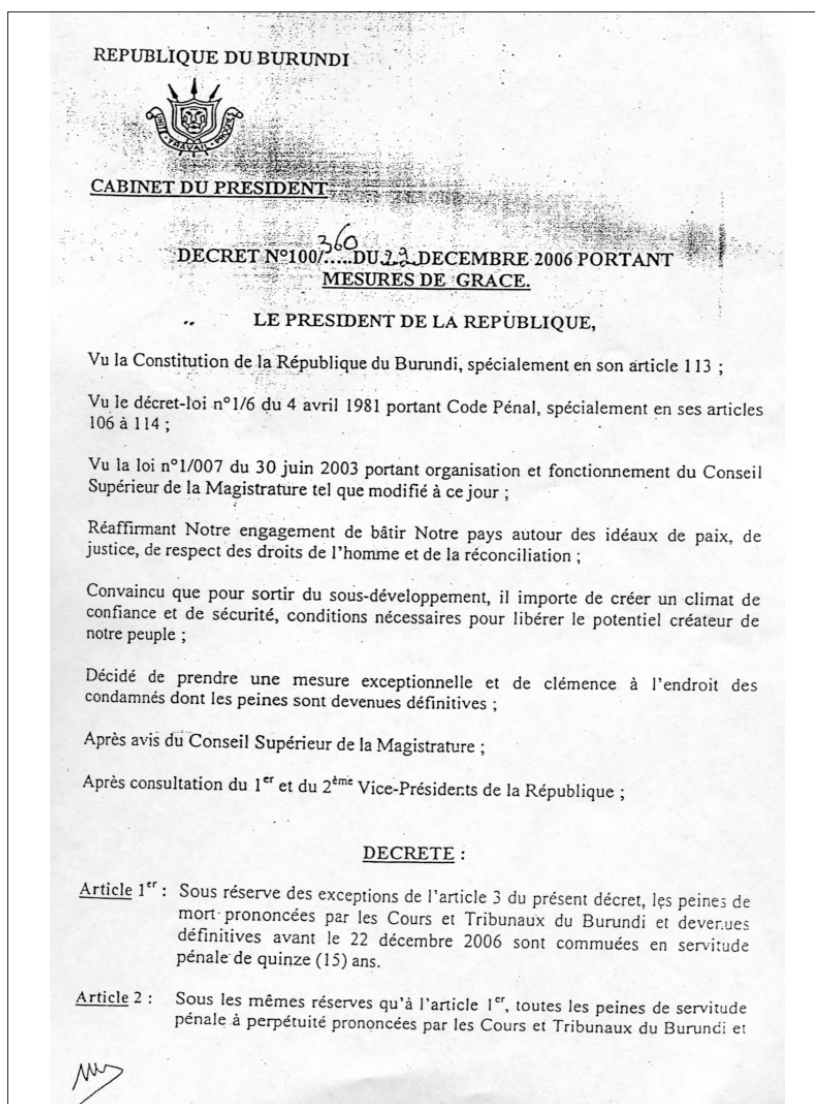 REPUBLIQUE DU BURUNDI
UNITE TRAVAIL PROGRES
CABINET DU PRESIDENT
DECRET N°100/360 DU 22 DECEMBRE 2006 PORTANT
MESURES DE GRACE.
LE PRESIDENT DE LA REPUBLIQUE,
Vu la Constitution de la République du Burundi, spécialement en son article 113 ;
Vu le décret-loi n°1/6 du 4 avril 1981 portant Code Pénal, spécialement en ses articles
106 à 114 ;
Vu la loi n°1/007 du 30 juin 2003 portant organisation et fonctionnement du Conseil
Supérieur de la Magistrature tel que modifié à ce jour ;
Réaffirmant Notre engagement de bâtir Notre pays autour des idéaux de paix, de
justice, de respect des droits de l'homme et de la réconciliation ;
Convaincu que pour sortir du sous-développement, il importe de créer un climat de
confiance et de sécurité, conditions nécessaires pour libérer le potentiel créateur de
notre peuple ;
Décidé de prendre une mesure exceptionnelle et de clémence à l'endroit des
condamnés dont les peines sont devenues définitives ;
Après avis du Conseil Supérieur de la Magistrature ;
Après consultation du 1er et du 2ème Vice-Présidents de la République ;
DECRETE :
Article 1er : Sous réserve des exceptions de l'article 3 du présent décret, les peines de
mort prononcées par les Cours et Tribunaux du Burundi et devenues
définitives avant le 22 décembre 2006 sont commuées en servitude
pénale de quinze (15) ans.
Article 2 : Sous les mêmes réserves qu'à l'article 1er, toutes les peines de servitude
pénale à perpétuité prononcées par les Cours et Tribunaux du Burundi et